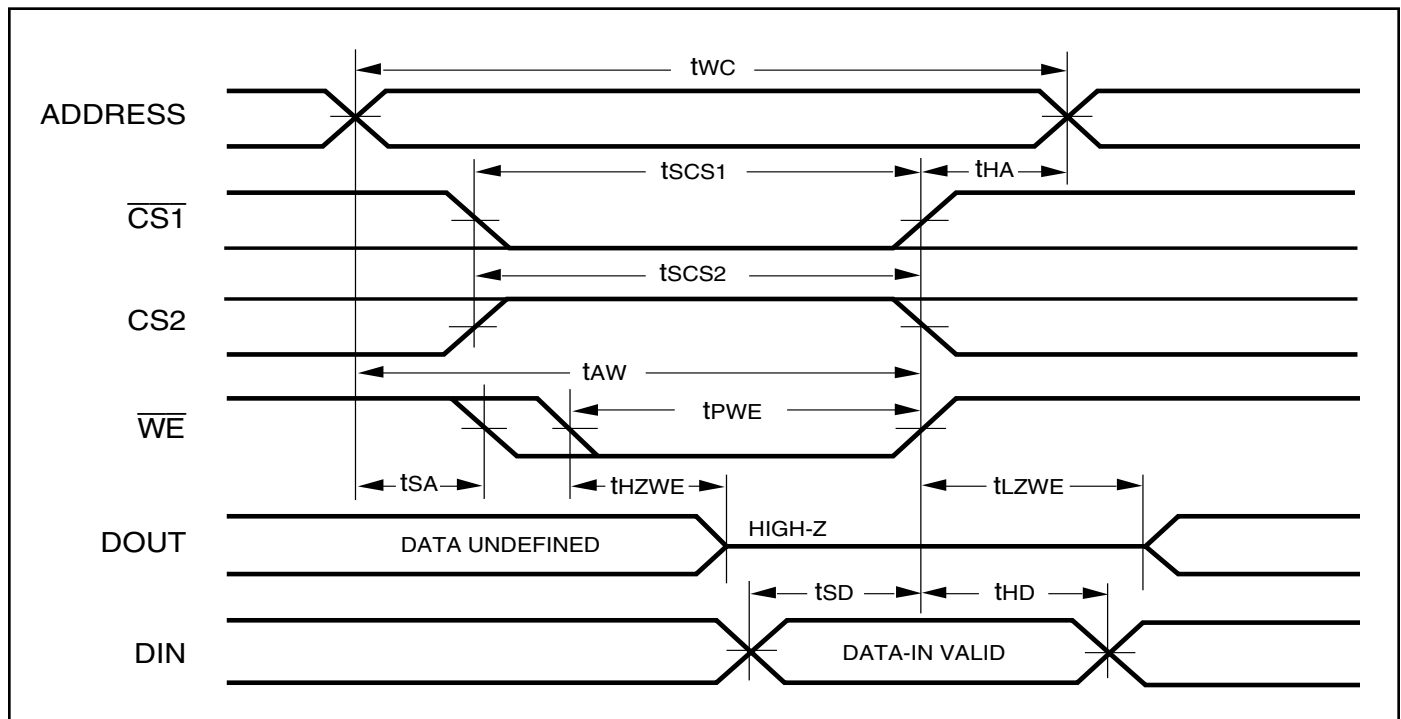 tWC
ADDRESS
tSCS1
tHA
CS1
tSCS2
CS2
tAW
WE
tPWE
tSA
tHZWE
tLZWE
DOUT
DATA UNDEFINED
HIGH-Z
tSD
tHD
DIN
DATA-IN VALID